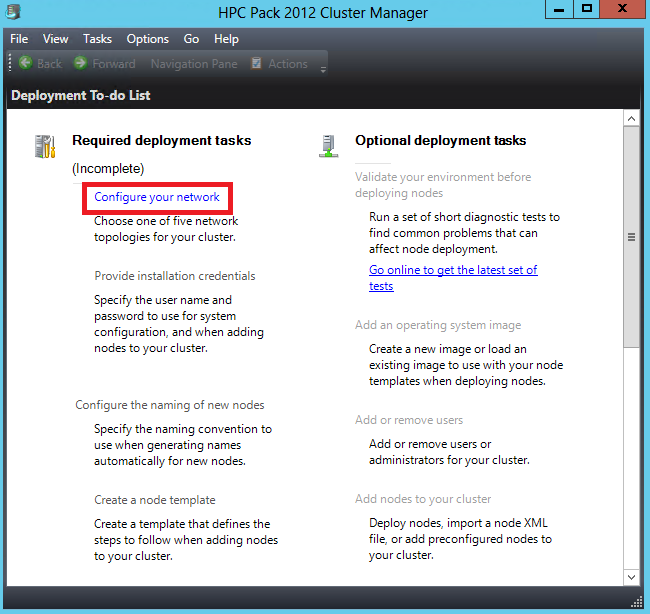 HPC Pack 2012 Cluster Manager
File View Tasks Options Go Help
Back Forward Navigation Pane Actions
Deployment To-do List
Required deployment tasks
(Incomplete)
Configure your network
Choose one of five network
topologies for your cluster.
Provide installation credentials
Specify the user name and
password to use for system
configuration, and when adding
nodes to your cluster.
Configure the naming of new nodes
Specify the naming convention to
use when generating names
automatically for new nodes.
Create a node template
Create a template that defines the
steps to follow when adding nodes
to your cluster.
Optional deployment tasks
Validate your environment before
deploying nodes
Run a set of short diagnostic tests to
find common problems that can
affect node deployment.
Go online to get the latest set of
tests
Add an operating system image
Create a new image or load an
existing image to use with your node
templates when deploying nodes.
Add or remove users
Add or remove users or
administrators for your cluster.
Add nodes to your cluster
Deploy nodes, import a node XML
file, or add preconfigured nodes to
your cluster.